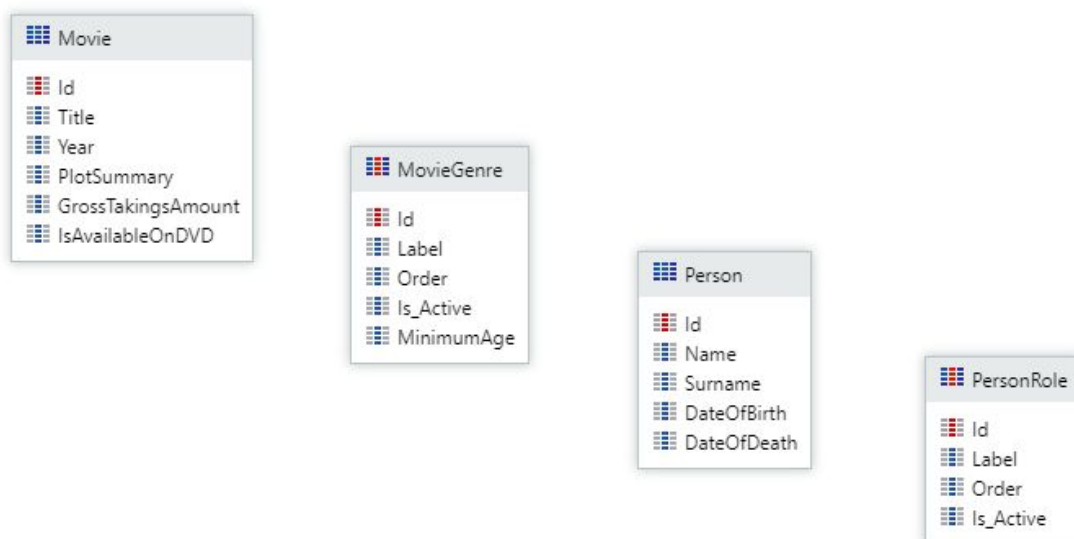 Movie
Id
Title
Year
PlotSummary
GrossTakingsAmount
IsAvailableOnDVD
MovieGenre
Id
Label
Order
Is_Active
MinimumAge
Person
Id
Name
Surname
DateOfBirth
DateOfDeath
PersonRole
Id
Label
Order
Is_Active